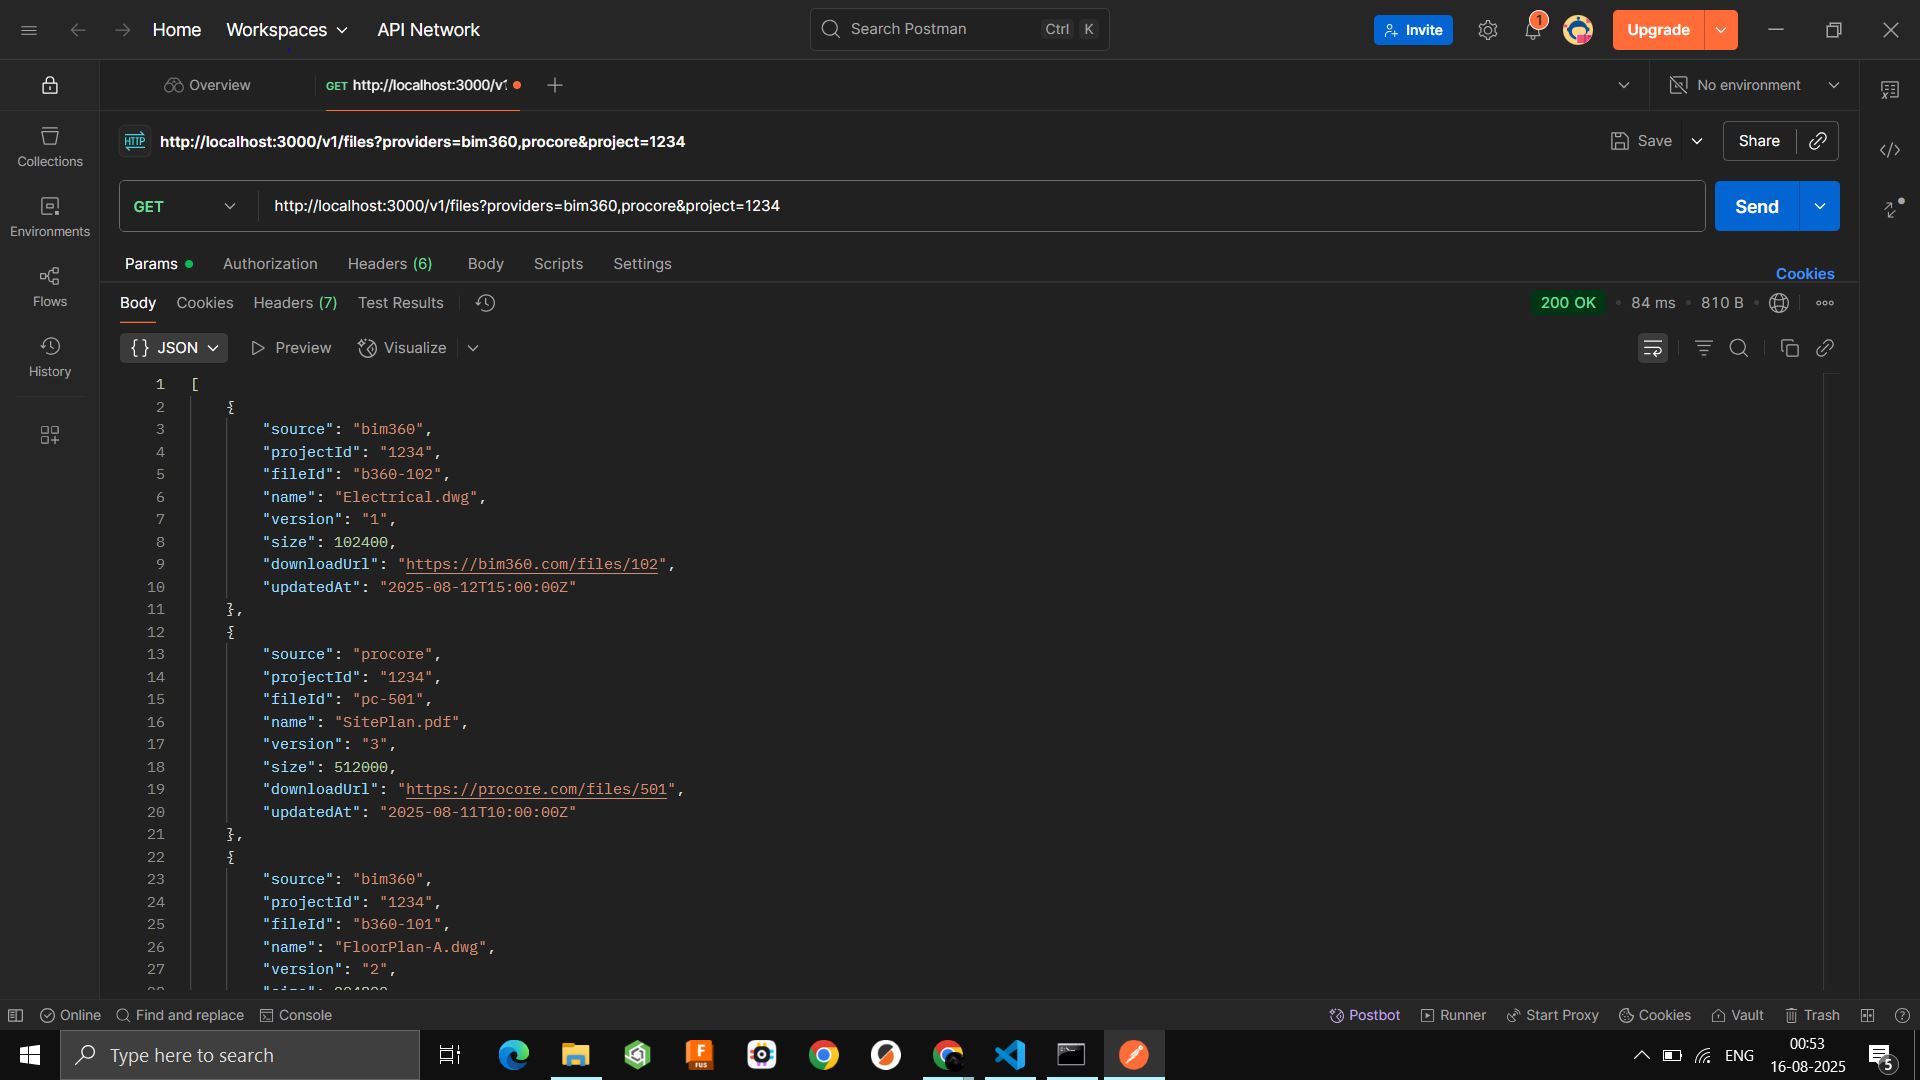 Home Workspaces API Network Search Postman Ctrl K Invite 1 Upgrade
Overview GET http://localhost:3000/v1 No environment
HTTP http://localhost:3000/v1/files?providers=bim360,procore&project=1234 Save Share
GET http://localhost:3000/v1/files?providers=bim360,procore&project=1234 Send
Collections
Environments
Flows
History
Params Authorization Headers (6) Body Scripts Settings Cookies
Body Cookies Headers (7) Test Results 200 OK 84 ms 810 B
{} JSON Preview Visualize
1 [
2 {
3 "source": "bim360",
4 "projectId": "1234",
5 "fileId": "b360-102",
6 "name": "Electrical.dwg",
7 "version": "1",
8 "size": 102400,
9 "downloadUrl": "https://bim360.com/files/102",
10 "updatedAt": "2025-08-12T15:00:00Z"
11 },
12 {
13 "source": "procore",
14 "projectId": "1234",
15 "fileId": "pc-501",
16 "name": "SitePlan.pdf",
17 "version": "3",
18 "size": 512000,
19 "downloadUrl": "https://procore.com/files/501",
20 "updatedAt": "2025-08-11T10:00:00Z"
21 },
22 {
23 "source": "bim360",
24 "projectId": "1234",
25 "fileId": "b360-101",
26 "name": "FloorPlan-A.dwg",
27 "version": "2",
Online Find and replace Console Postbot Runner Start Proxy Cookies Vault Trash
Type here to search F FUS ENG 00:53
16-08-2025 5